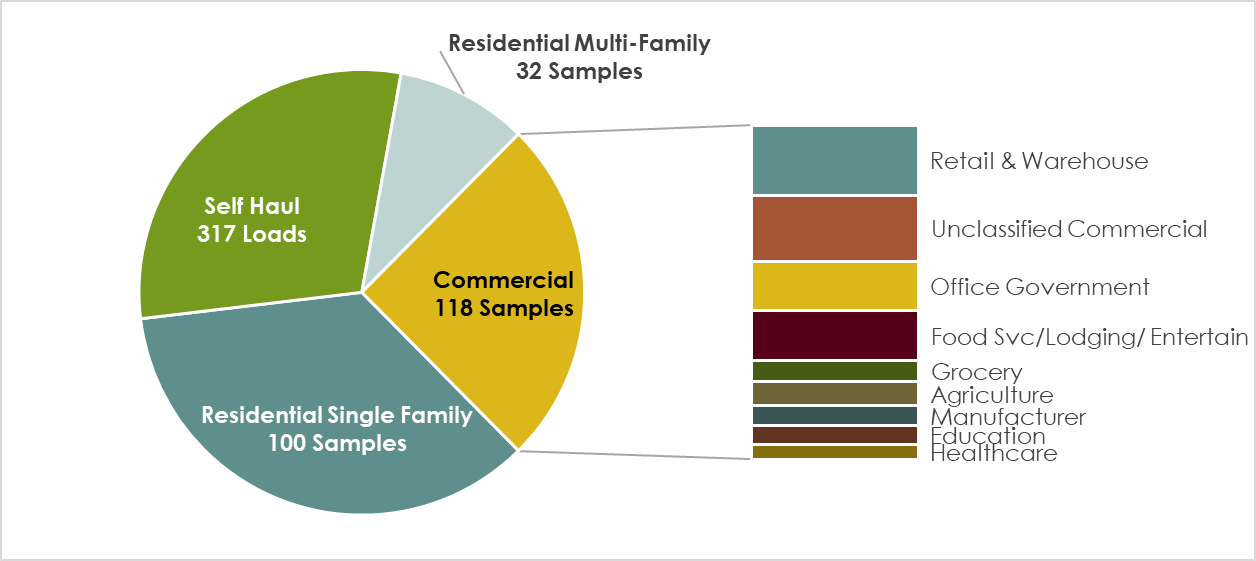 Residential Multi-Family
32 Samples
Self Haul
317 Loads
Commercial
118 Samples
Residential Single Family
100 Samples
Retail & Warehouse
Unclassified Commercial
Office Government
Food Svc/Lodging/ Entertain
Grocery
Agriculture
Manufacturer
Education
Healthcare